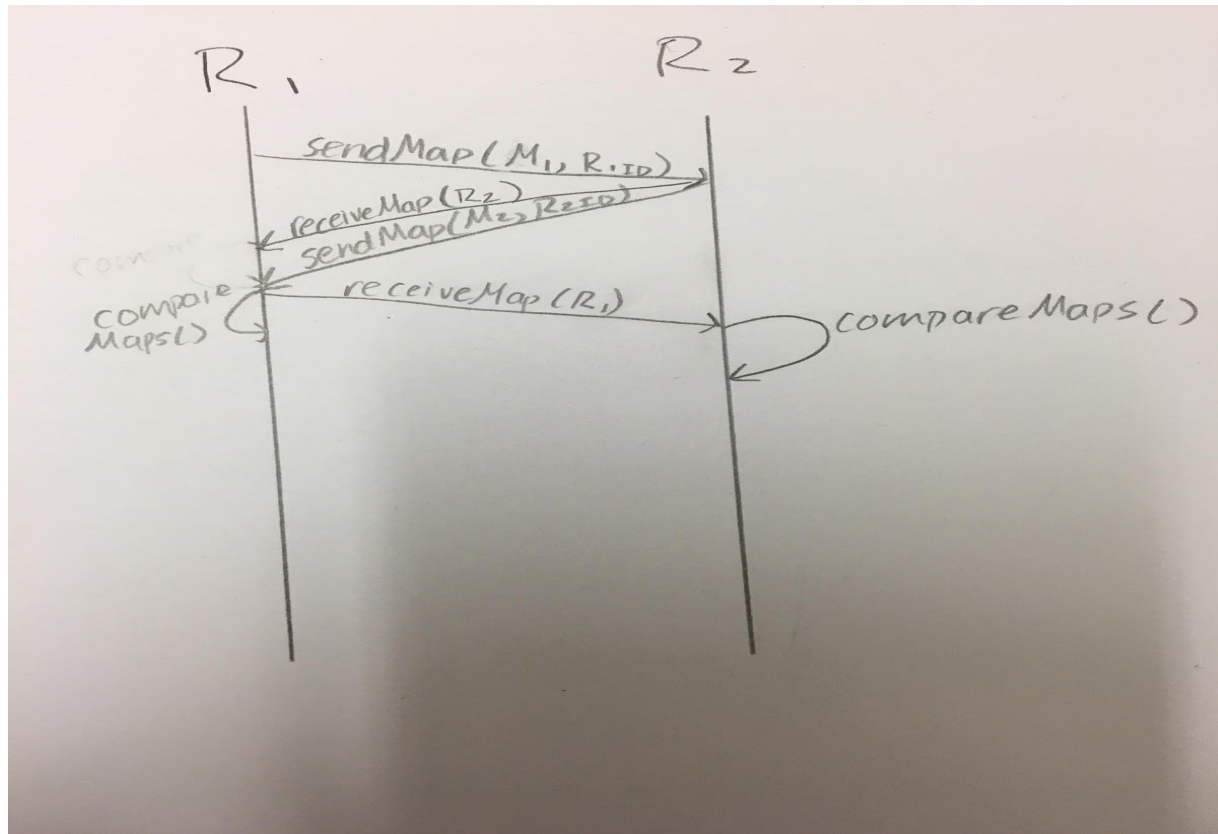 R₁
R₂
sendMap(M₁, R₁ID)
receiveMap(R₂)
sendMap(M₂, R₂ID)
receiveMap(R₁)
compare
Maps()
compareMaps()